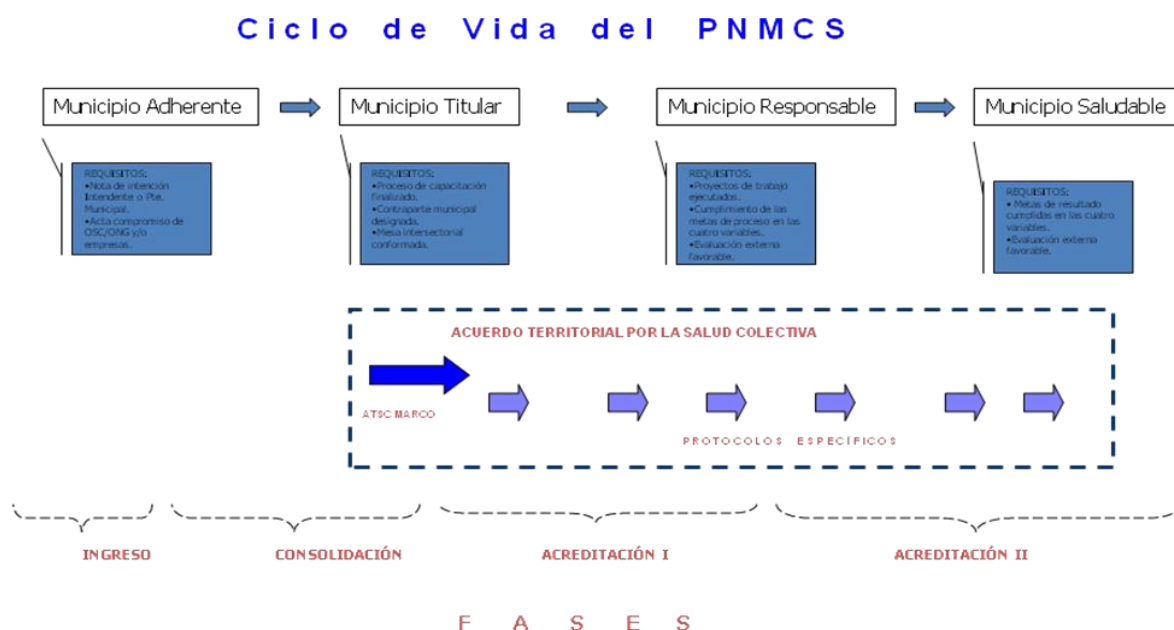 Ciclo de Vida del PNMCS
Municipio Adherente
Municipio Titular
Municipio Responsable
Municipio Saludable
REQUISITOS:
•Nota de intención
Intendente o Pte.
Municipal.
•Acta compromiso de
OSC/ONG y/o
empresas.
REQUISITOS:
•Proceso de capacitación
finalizado.
•Contraparte municipal
designada.
•Mesa intersectorial
conformada.
REQUISITOS:
•Proyectos de trabajo
ejecutados.
•Cumplimiento de las
metas de proceso en las
cuatro variables.
•Evaluación externa
favorable.
REQUISITOS:
• Metas de resultado
cumplidas en las cuatro
variables.
•Evaluación externa
favorable.
ACUERDO TERRITORIAL POR LA SALUD COLECTIVA
ATSC MARCO
PROTOCOLOS ESPECÍFICOS
INGRESO
CONSOLIDACIÓN
ACREDITACIÓN I
ACREDITACIÓN II
FASES